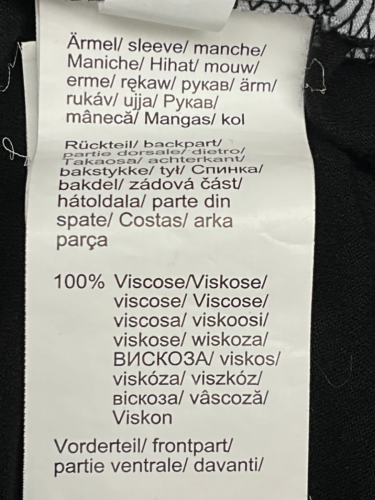 Ärmel/ sleeve/ manche/
Maniche/ Hihat/ mouw/
erme/ rękaw/ рукав/ ärm/
rukáv/ ujja/ Рукав/
mânecă/ Mangas/ kol
Rückteil/ backpart/
partie dorsale/ dietro/
Takaosa/ achterkant/
bakstykke/ tył/ Спинка/
bakdel/ zádová část/
hátoldala/ parte din
spate/ Costas/ arka
parça
100% Viscose/Viskose/
viscose/ Viscose/
viscosa/ viskoosi/
viskose/ wiskoza/
ВИСКОЗА/ viskos/
viskóza/ viszkóz/
віскоза/ vâscoză/
Viskon
Vorderteil/ frontpart/
partie ventrale/ davanti/